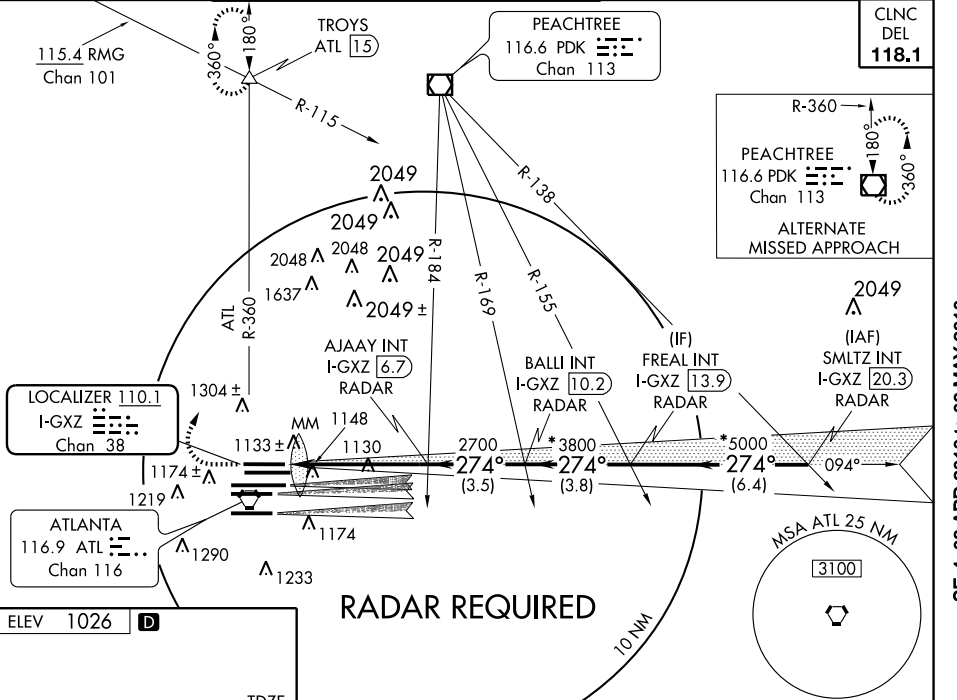 TROYS
ATL 15
115.4 RMG
Chan 101
360°
180°
R-115
PEACHTREE
116.6 PDK
Chan 113
CLNC
DEL
118.1
R-360
180°
360°
PEACHTREE
116.6 PDK
Chan 113
ALTERNATE
MISSED APPROACH
R-138
R-184
R-169
R-155
2049
2049
2048
2048
2049
1637
2049 ±
2049
ATL
R-360
AJAAY INT
I-GXZ 6.7
RADAR
BALLI INT
I-GXZ 10.2
RADAR
(IF)
FREAL INT
I-GXZ 13.9
RADAR
(IAF)
SMLTZ INT
I-GXZ 20.3
RADAR
LOCALIZER 110.1
I-GXZ
Chan 38
1304 ±
MM
1148
1133 ±
1130
1174 ±
1219
2700
*3800
*5000
274°
274°
274°
094°
(3.5)
(3.8)
(6.4)
ATLANTA
116.9 ATL
Chan 116
1174
1290
1233
MSA ATL 25 NM
3100
RADAR REQUIRED
10 NM
ELEV 1026 D
TDZE